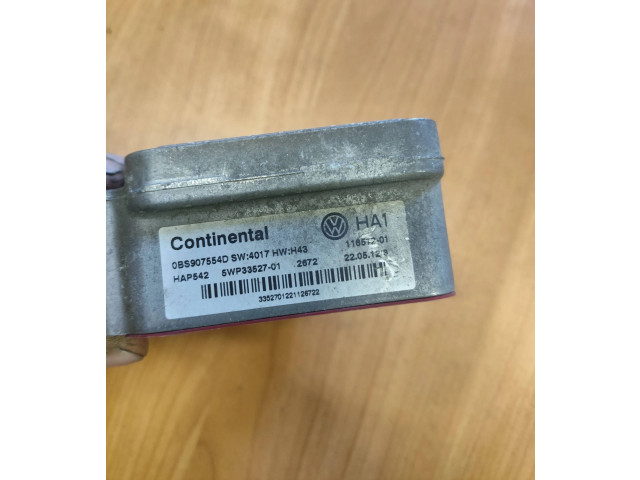 Continental
HA1
0BS907554D SW:4017 HW:H43
HAP542 5WP33527-01 2672
3352701221126722